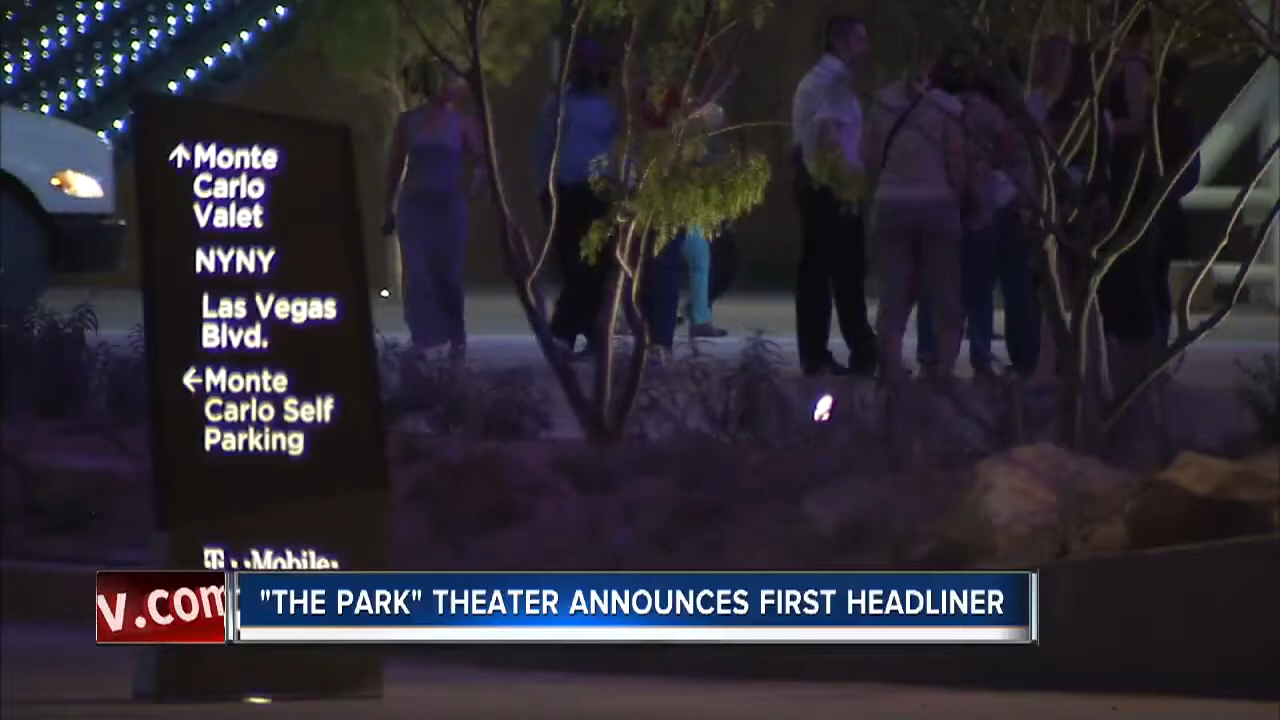 ↑Monte
Carlo
Valet
NYNY
Las Vegas
Blvd.
←Monte
Carlo Self
Parking
T··Mobile·
V.com
"THE PARK" THEATER ANNOUNCES FIRST HEADLINER